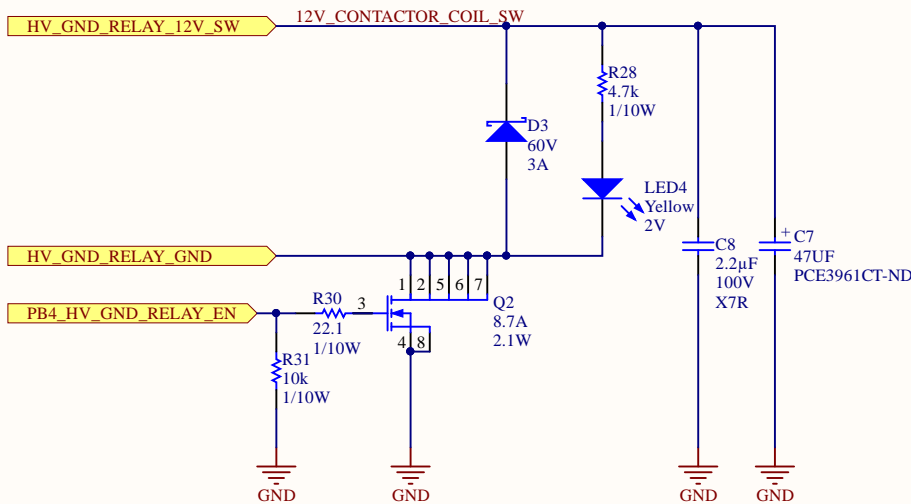 12V_CONTACTOR_COIL_SW
HV_GND_RELAY_12V_SW
R28
4.7k
1/10W
D3
60V
3A
LED4
Yellow
2V
C8
2.2µF
100V
X7R
+
C7
47UF
PCE3961CT-ND
HV_GND_RELAY_GND
1 2 5 6 7
Q2
8.7A
2.1W
PB4_HV_GND_RELAY_EN
R30
22.1
1/10W
3
4 8
R31
10k
1/10W
GND
GND
GND
GND